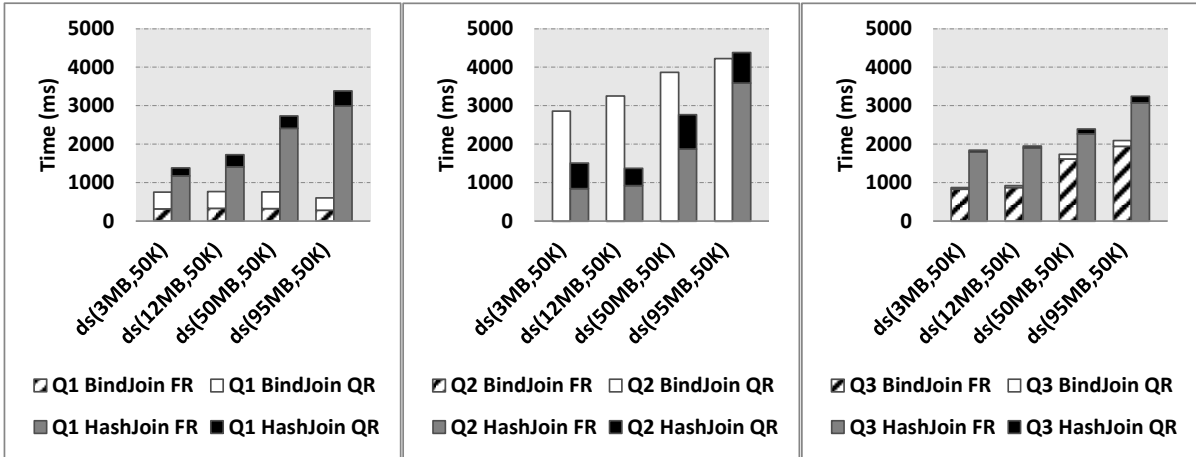 Time (ms)
5000
4000
3000
2000
1000
0
ds(3MB,50K)
ds(12MB,50K)
ds(50MB,50K)
ds(95MB,50K)
Q1 BindJoin FR
Q1 BindJoin QR
Q1 HashJoin FR
Q1 HashJoin QR
Time (ms)
5000
4000
3000
2000
1000
0
ds(3MB,50K)
ds(12MB,50K)
ds(50MB,50K)
ds(95MB,50K)
Q2 BindJoin FR
Q2 BindJoin QR
Q2 HashJoin FR
Q2 HashJoin QR
Time (ms)
5000
4000
3000
2000
1000
0
ds(3MB,50K)
ds(12MB,50K)
ds(50MB,50K)
ds(95MB,50K)
Q3 BindJoin FR
Q3 BindJoin QR
Q3 HashJoin FR
Q3 HashJoin QR